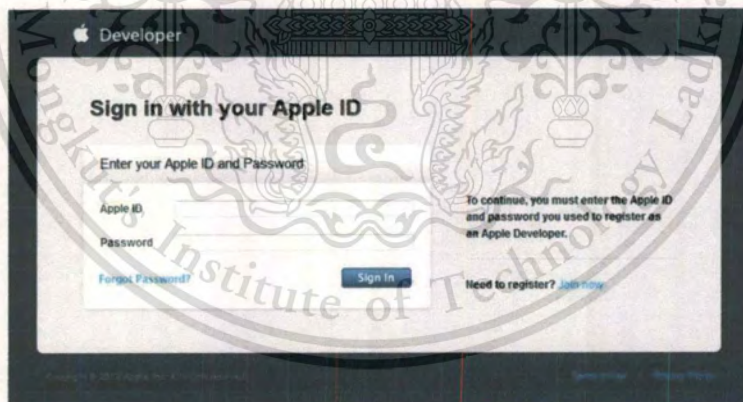 Developer
Sign in with your Apple ID
Enter your Apple ID and Password
Apple ID
Password
Forgot Password?
Sign In
To continue, you must enter the Apple ID
and password you used to register as
an Apple Developer.
Need to register? Join now
Mongkut's Institute of Technology Ladkr